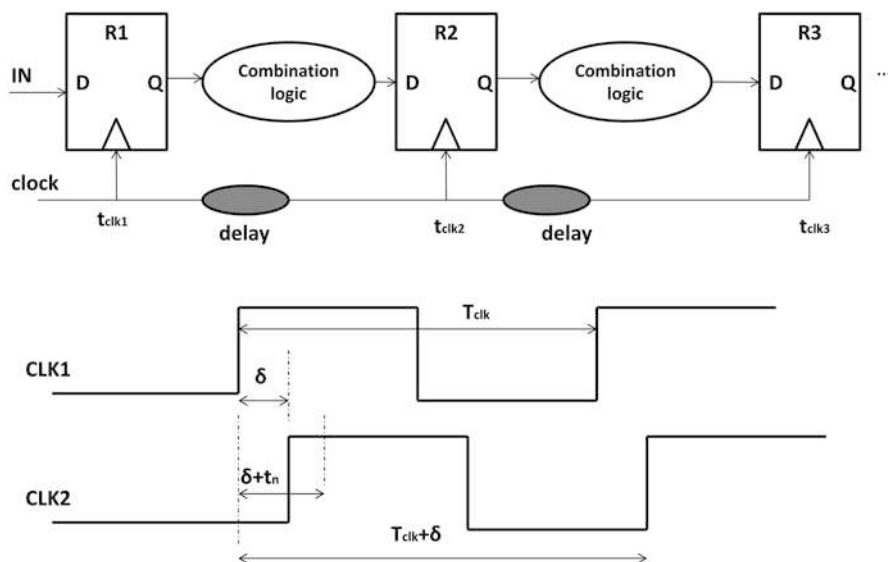 R1 R2 R3
IN D Q Combination logic D Q Combination logic D Q ...
clock
tclk1 delay tclk2 delay tclk3
Tclk
CLK1 δ
δ+tn
CLK2
Tclk+δ